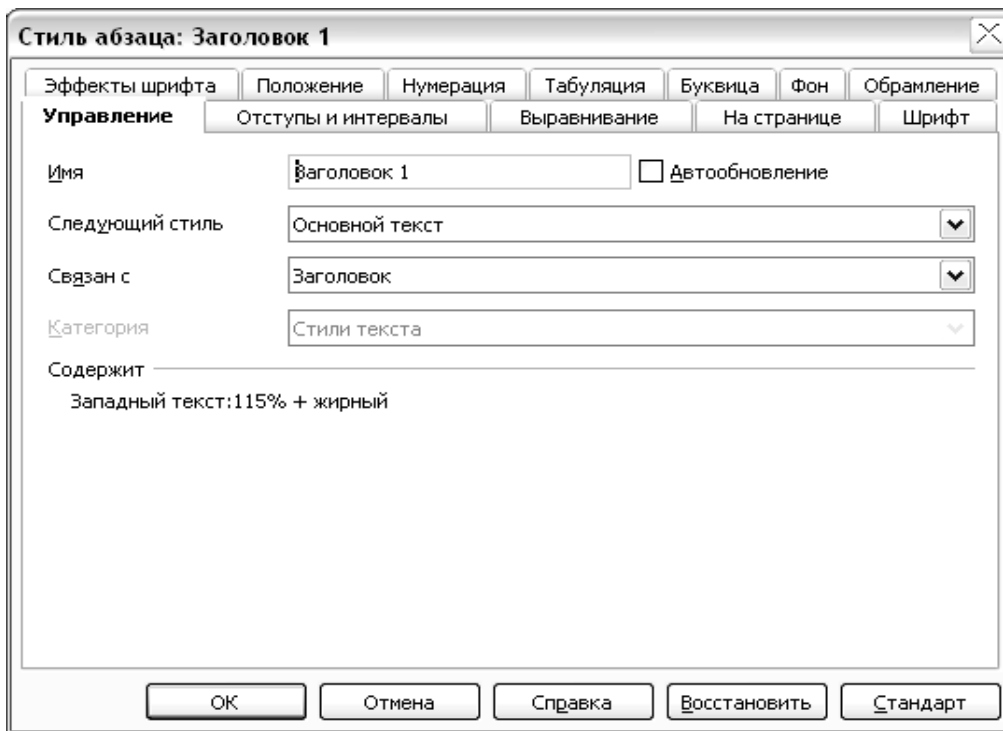 Стиль абзаца: Заголовок 1
Эффекты шрифта Положение Нумерация Табуляция Буквица Фон Обрамление
Управление Отступы и интервалы Выравнивание На странице Шрифт
Имя Заголовок 1 Автообновление
Следующий стиль Основной текст
Связан с Заголовок
Категория Стили текста
Содержит
Западный текст:115% + жирный
ОК Отмена Справка Восстановить Стандарт